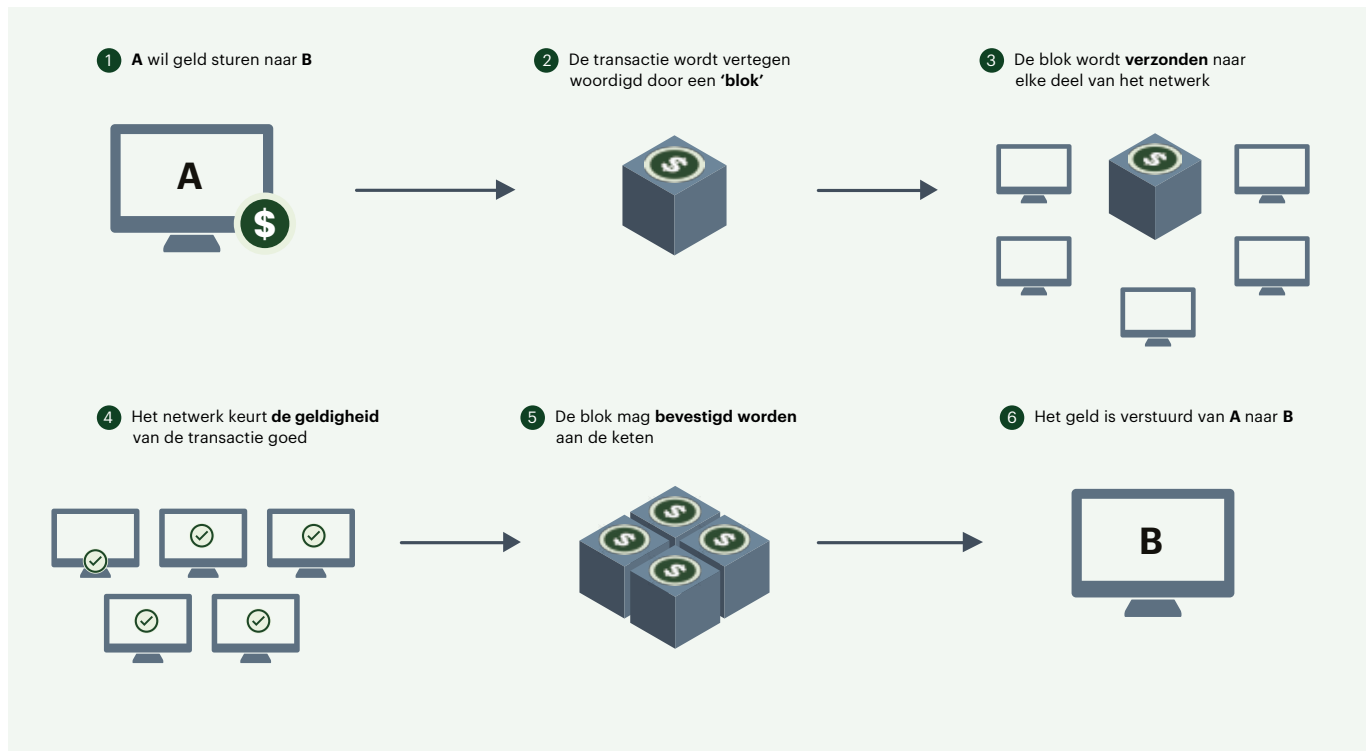 1 A wil geld sturen naar B
2 De transactie wordt vertegen
woordigd door een ‘blok’
3 De blok wordt verzonden naar
elke deel van het netwerk
A
$
$
$
4 Het netwerk keurt de geldigheid
van de transactie goed
5 De blok mag bevestigd worden
aan de keten
6 Het geld is verstuurd van A naar B
$
$
$
$
B